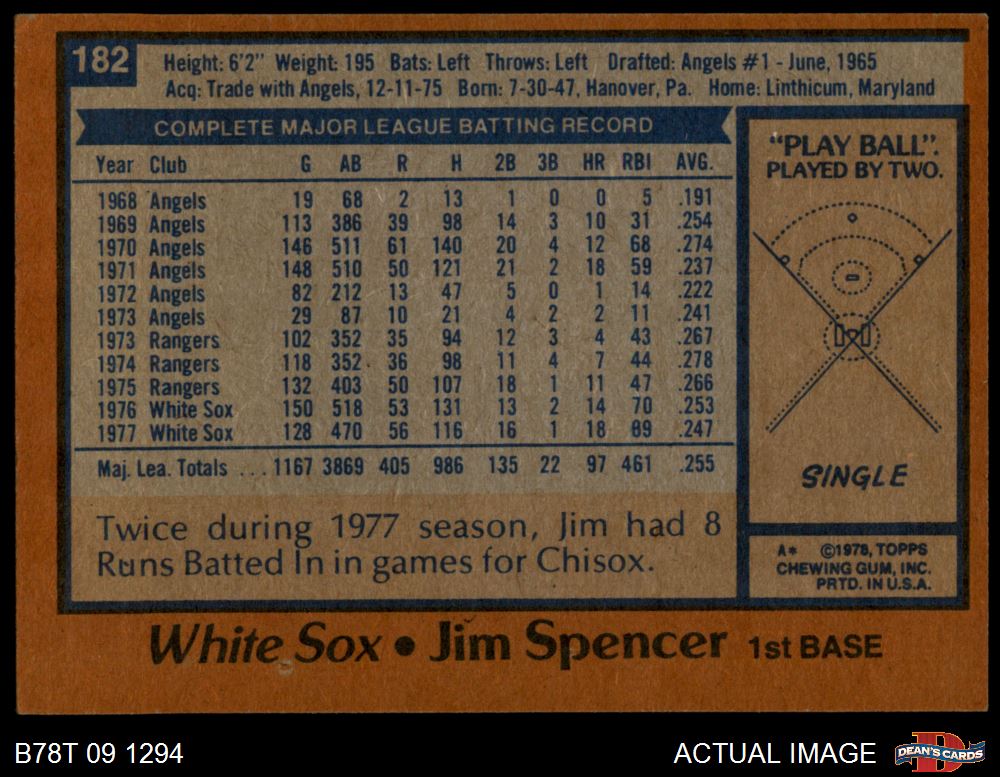 182
Height: 6'2" Weight: 195 Bats: Left Throws: Left Drafted: Angels #1 - June, 1965
Acq: Trade with Angels, 12-11-75 Born: 7-30-47, Hanover, Pa. Home: Linthicum, Maryland
COMPLETE MAJOR LEAGUE BATTING RECORD
Year Club G AB R H 2B 3B HR RBI AVG.
1968 Angels 19 68 2 13 1 0 0 5 .191
1969 Angels 113 386 39 98 14 3 10 31 .254
1970 Angels 146 511 61 140 20 4 12 68 .274
1971 Angels 148 510 50 121 21 2 18 59 .237
1972 Angels 82 212 13 47 5 0 1 14 .222
1973 Angels 29 87 10 21 4 2 2 11 .241
1973 Rangers 102 352 35 94 12 3 4 43 .267
1974 Rangers 118 352 36 98 11 4 7 44 .278
1975 Rangers 132 403 50 107 18 1 11 47 .266
1976 White Sox 150 518 53 131 13 2 14 70 .253
1977 White Sox 128 470 56 116 16 1 18 69 .247
Maj. Lea. Totals ... 1167 3869 405 986 135 22 97 461 .255
Twice during 1977 season, Jim had 8
Runs Batted In in games for Chisox.
"PLAY BALL".
PLAYED BY TWO.
SINGLE
A* ©1978, TOPPS
CHEWING GUM, INC.
PRTD. IN U.S.A.
White Sox • Jim Spencer 1st BASE
B78T 09 1294
ACTUAL IMAGE
D
DEAN'S CARDS